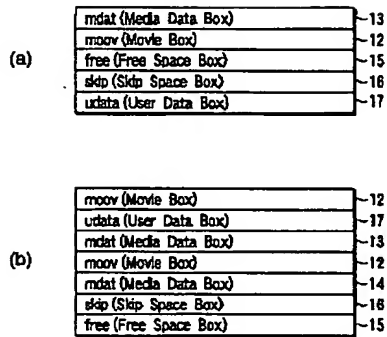 (a)
mdat (Media Data Box) ~13
moov (Movie Box) ~12
free (Free Space Box) ~15
skip (Skip Space Box) ~16
udata (User Data Box) ~17
(b)
moov (Movie Box) ~12
udata (User Data Box) ~17
mdat (Media Data Box) ~13
moov (Movie Box) ~12
mdat (Media Data Box) ~14
skip (Skip Space Box) ~16
free (Free Space Box) ~15